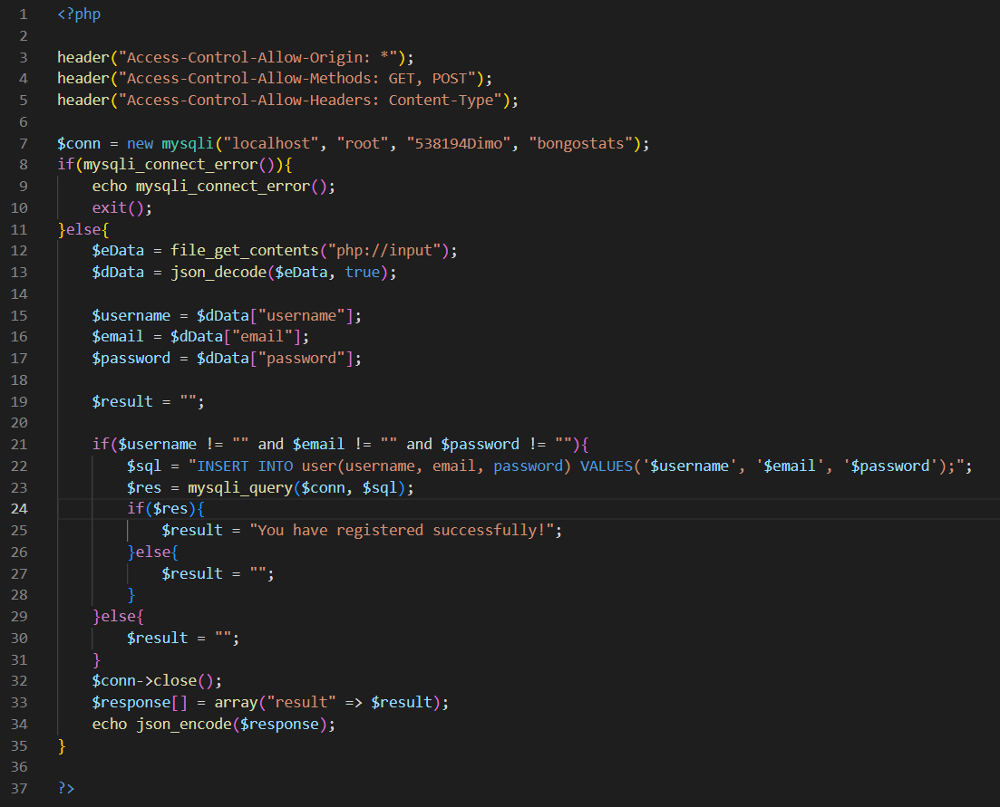 1 <?php
2
3 header("Access-Control-Allow-Origin: *");
4 header("Access-Control-Allow-Methods: GET, POST");
5 header("Access-Control-Allow-Headers: Content-Type");
6
7 $conn = new mysqli("localhost", "root", "538194Dimo", "bongostats");
8 if(mysqli_connect_error()){
9     echo mysqli_connect_error();
10     exit();
11 }else{
12     $eData = file_get_contents("php://input");
13     $dData = json_decode($eData, true);
14
15     $username = $dData["username"];
16     $email = $dData["email"];
17     $password = $dData["password"];
18
19     $result = "";
20
21     if($username != "" and $email != "" and $password != ""){
22         $sql = "INSERT INTO user(username, email, password) VALUES('$username', '$email', '$password');";
23         $res = mysqli_query($conn, $sql);
24         if($res){
25             $result = "You have registered successfully!";
26         }else{
27             $result = "";
28         }
29     }else{
30         $result = "";
31     }
32     $conn->close();
33     $response[] = array("result" => $result);
34     echo json_encode($response);
35 }
36
37 ?>